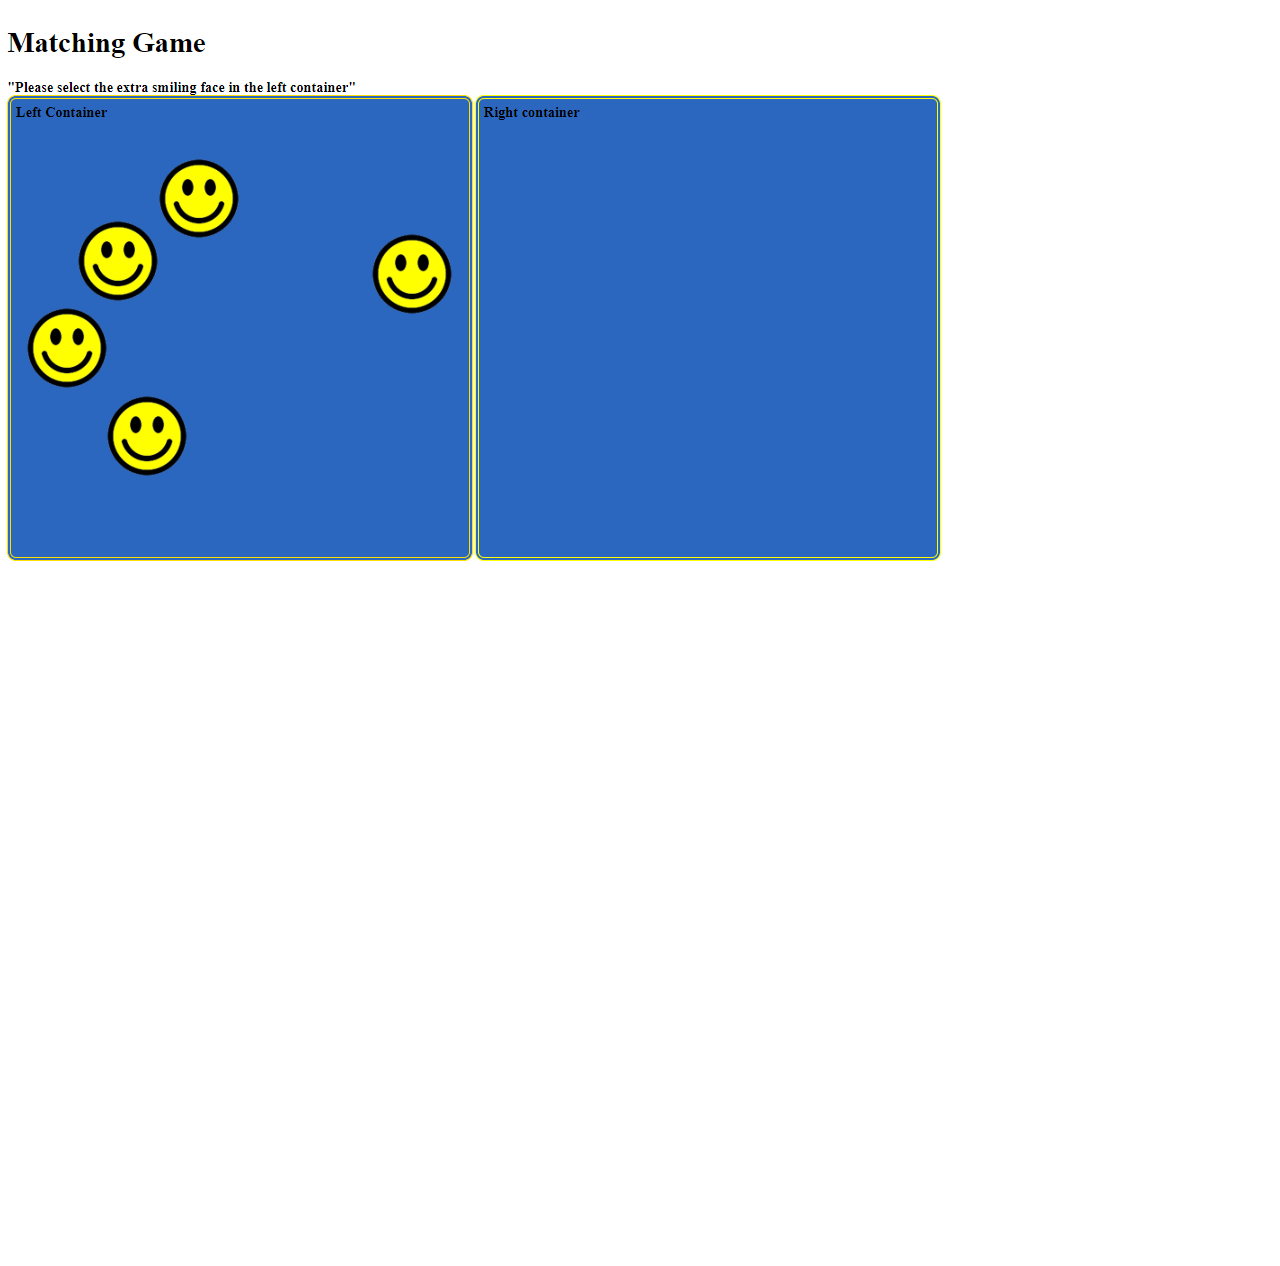 Matching Game
"Please select the extra smiling face in the left container"
Left Container
Right container